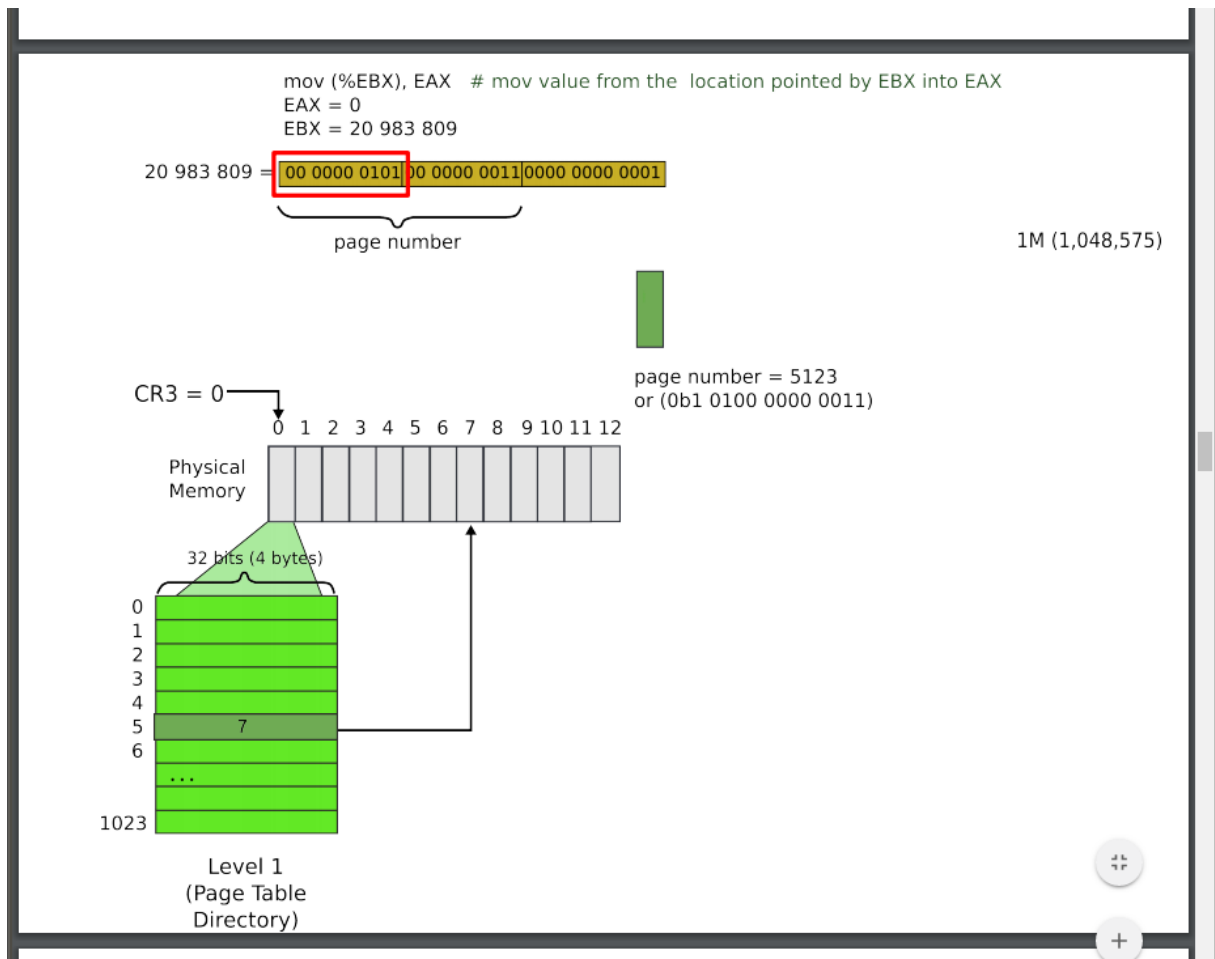 mov (%EBX), EAX # mov value from the location pointed by EBX into EAX
EAX = 0
EBX = 20 983 809
20 983 809 = 00 0000 0101 00 0000 0011 0000 0000 0001
page number
1M (1,048,575)
page number = 5123
or (0b1 0100 0000 0011)
CR3 = 0
0 1 2 3 4 5 6 7 8 9 10 11 12
Physical
Memory
32 bits (4 bytes)
0
1
2
3
4
5 7
6
...
1023
Level 1
(Page Table
Directory)
+